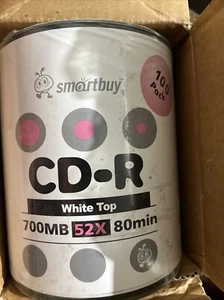 smartbuy
100
Pack
CD-R
White Top
700MB 52X 80min